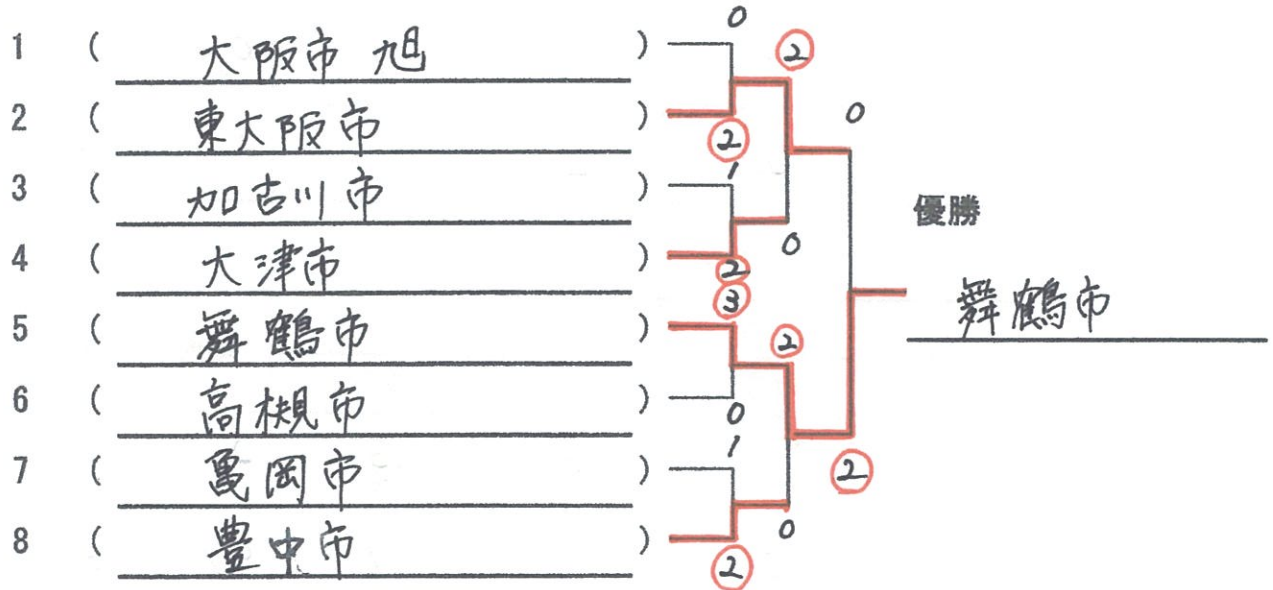 0
1 ( 大阪市 旭 ) ②
2 ( 東大阪市 ) ② 0
3 ( 加古川市 ) 1
優勝
4 ( 大津市 ) ② 0
③
5 ( 舞鶴市 ) ② 舞鶴市
6 ( 高槻市 ) 0
1
7 ( 亀岡市 ) ②
8 ( 豊中市 ) 0
②